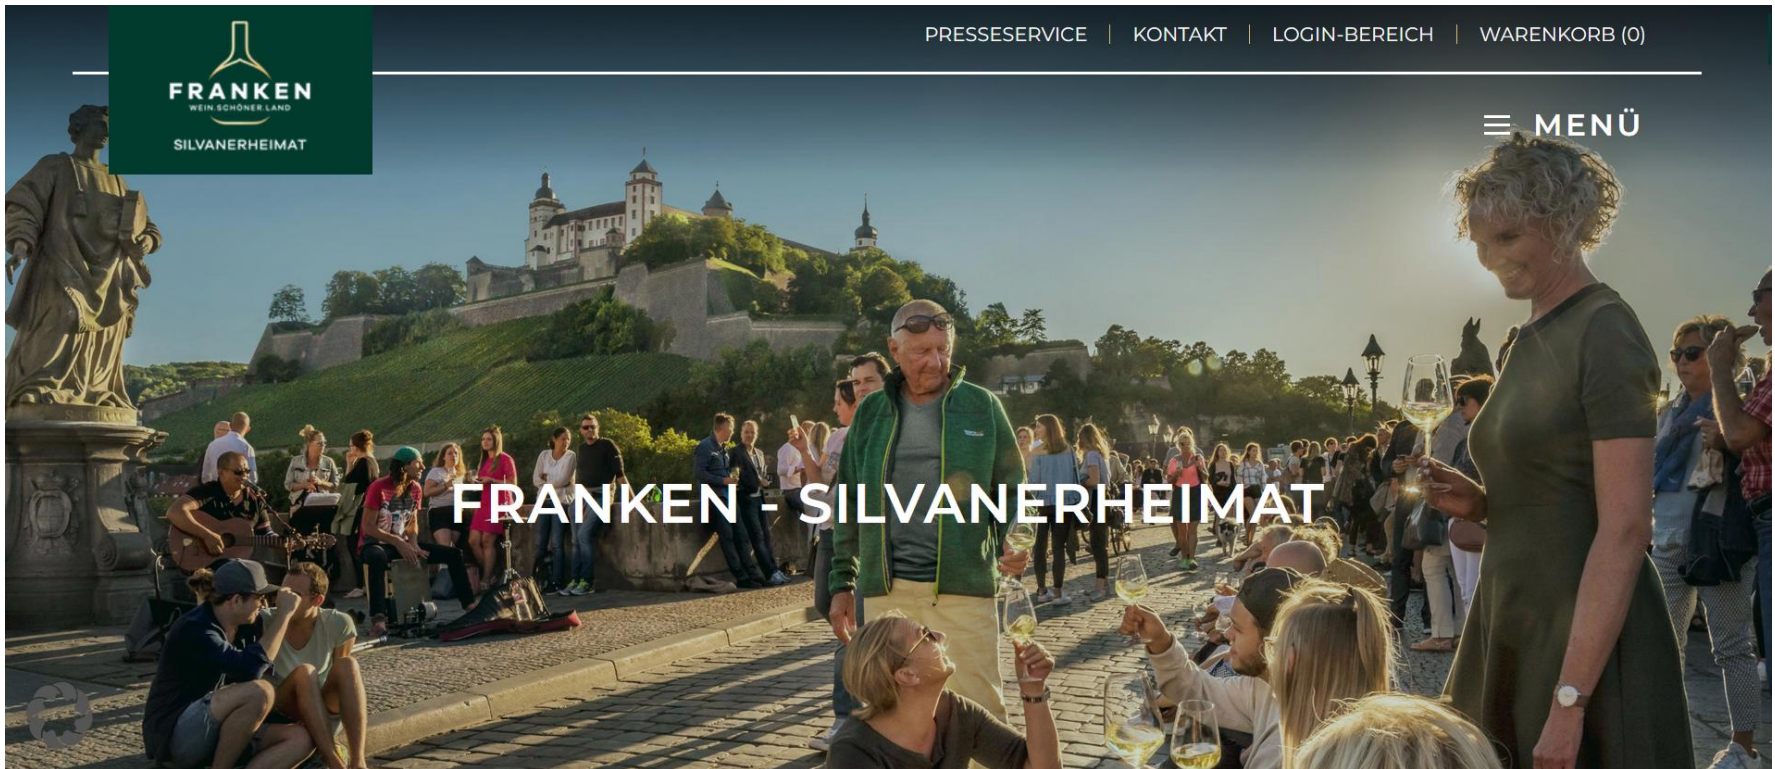 PRESSESERVICE | KONTAKT | LOGIN-BEREICH | WARENKORB (0)
FRANKEN
WEIN.SCHÖNER.LAND
SILVANERHEIMAT
MENÜ
FRANKEN - SILVANERHEIMAT